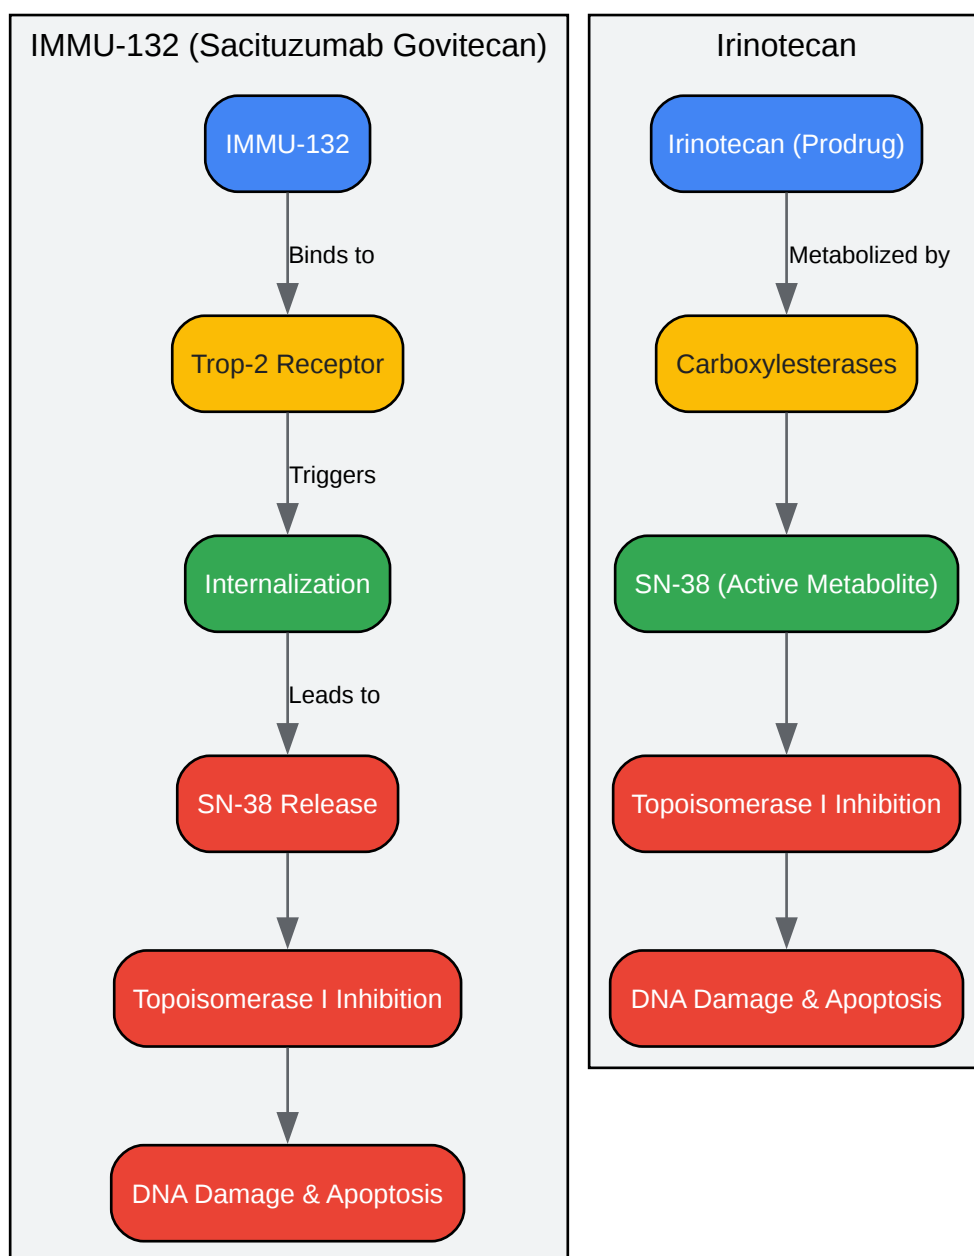 IMMU-132 (Sacituzumab Govitecan)
IMMU-132
Binds to
Trop-2 Receptor
Triggers
Internalization
Leads to
SN-38 Release
Topoisomerase I Inhibition
DNA Damage & Apoptosis
Irinotecan
Irinotecan (Prodrug)
Metabolized by
Carboxylesterases
SN-38 (Active Metabolite)
Topoisomerase I Inhibition
DNA Damage & Apoptosis